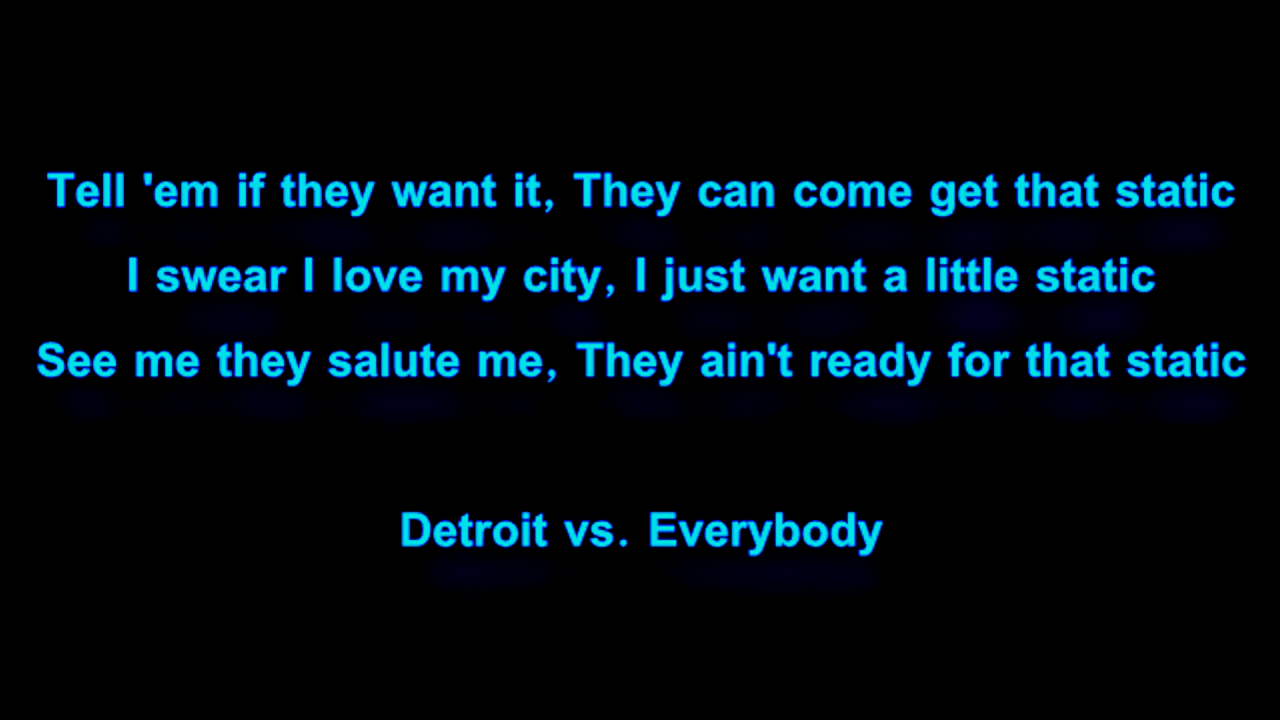 Tell 'em if they want it, They can come get that static
I swear I love my city, I just want a little static
See me they salute me, They ain't ready for that static
Detroit vs. Everybody